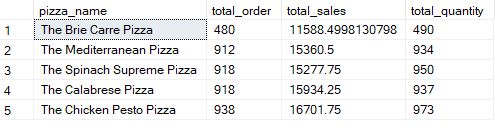 pizza_name total_order total_sales total_quantity
1 The Brie Carre Pizza 480 11588.4998130798 490
2 The Mediterranean Pizza 912 15360.5 934
3 The Spinach Supreme Pizza 918 15277.75 950
4 The Calabrese Pizza 918 15934.25 937
5 The Chicken Pesto Pizza 938 16701.75 973